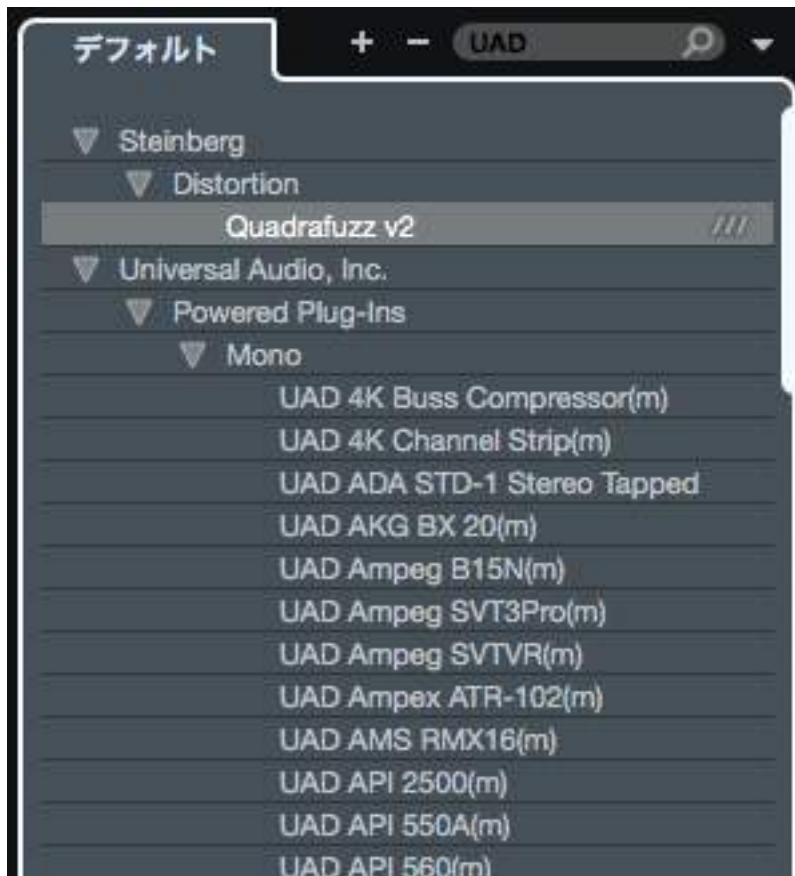 デフォルト + − UAD
Steinberg
Distortion
Quadrafuzz v2 ///
Universal Audio, Inc.
Powered Plug-Ins
Mono
UAD 4K Buss Compressor(m)
UAD 4K Channel Strip(m)
UAD ADA STD-1 Stereo Tapped
UAD AKG BX 20(m)
UAD Ampeg B15N(m)
UAD Ampeg SVT3Pro(m)
UAD Ampeg SVTVR(m)
UAD Ampex ATR-102(m)
UAD AMS RMX16(m)
UAD API 2500(m)
UAD API 550A(m)
UAD API 560(m)